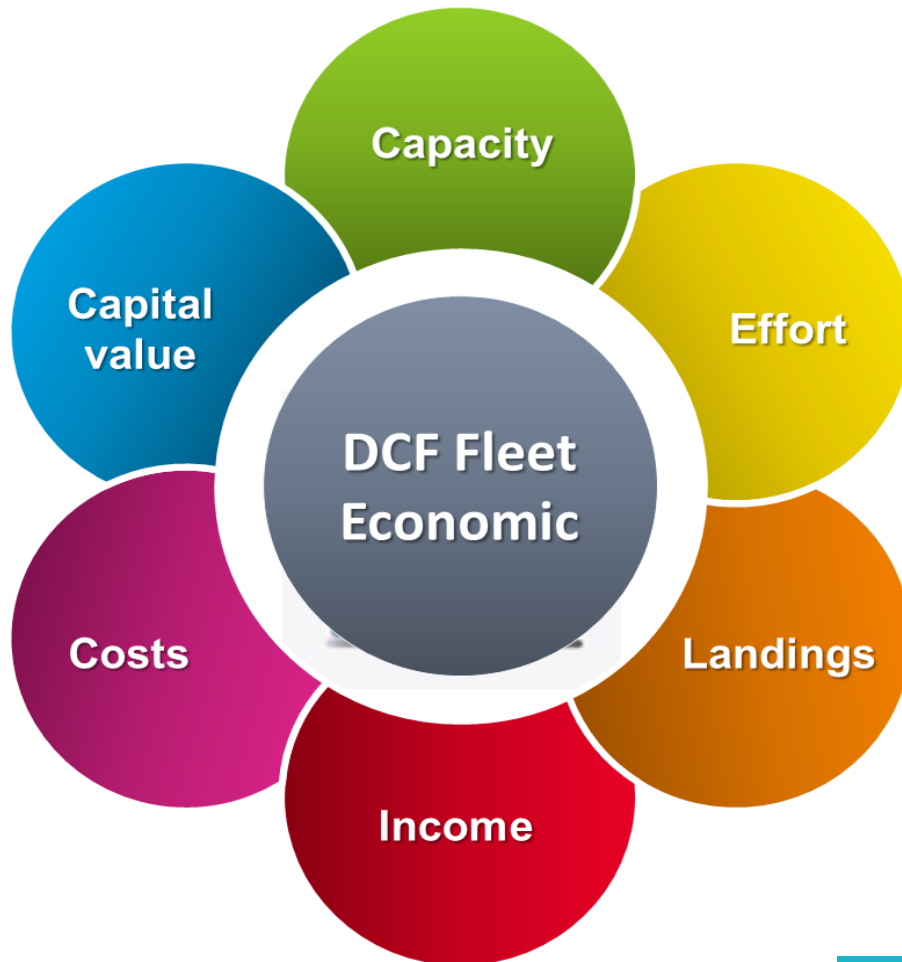 Capacity
Effort
Landings
Income
Costs
Capital
value
DCF Fleet
Economic